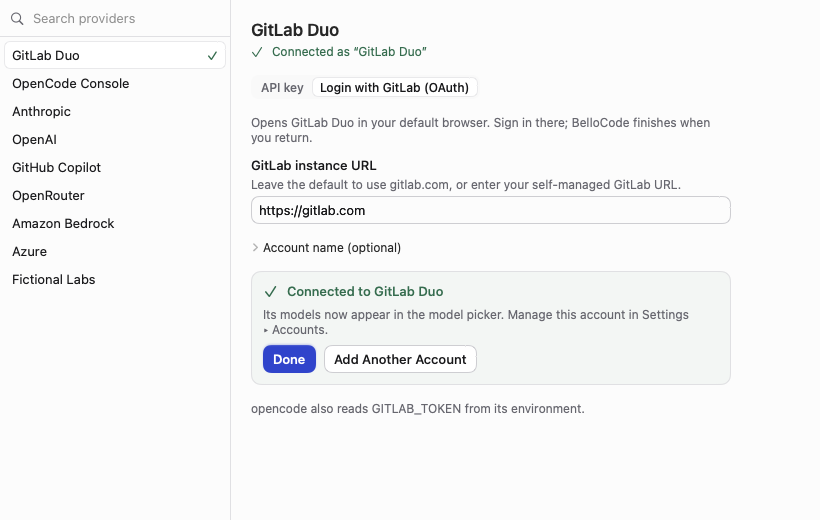 Search providers
GitLab Duo
OpenCode Console
Anthropic
OpenAI
GitHub Copilot
OpenRouter
Amazon Bedrock
Azure
Fictional Labs
GitLab Duo
Connected as “GitLab Duo”
API key
Login with GitLab (OAuth)
Opens GitLab Duo in your default browser. Sign in there; BelloCode finishes when
you return.
GitLab instance URL
Leave the default to use gitlab.com, or enter your self-managed GitLab URL.
https://gitlab.com
Account name (optional)
Connected to GitLab Duo
Its models now appear in the model picker. Manage this account in Settings
▸ Accounts.
Done
Add Another Account
opencode also reads GITLAB_TOKEN from its environment.